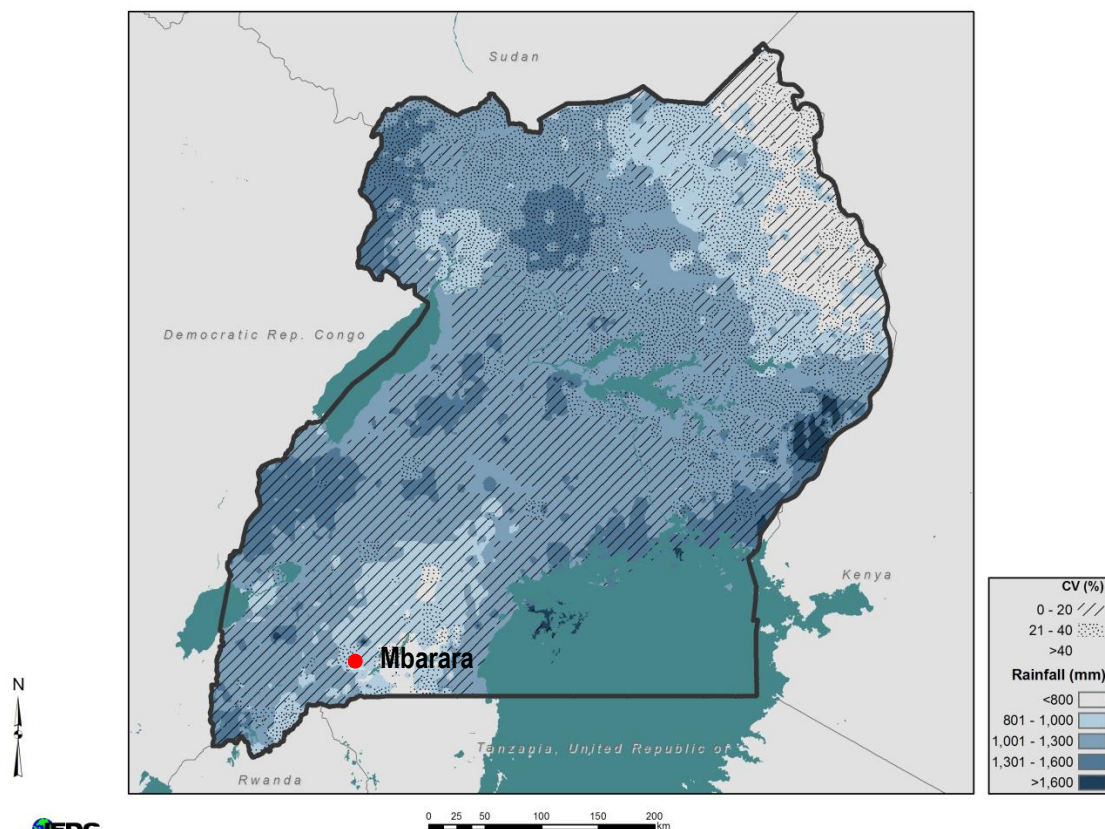 Sudan
Democratic Rep. Congo
Kenya
Mbarara
Tanzapia, United Republic of
Rwanda
N
CV (%)
0 - 20
21 - 40
>40
Rainfall (mm)
<800
801 - 1,000
1,001 - 1,300
1,301 - 1,600
>1,600
0 25 50 100 150 200
km